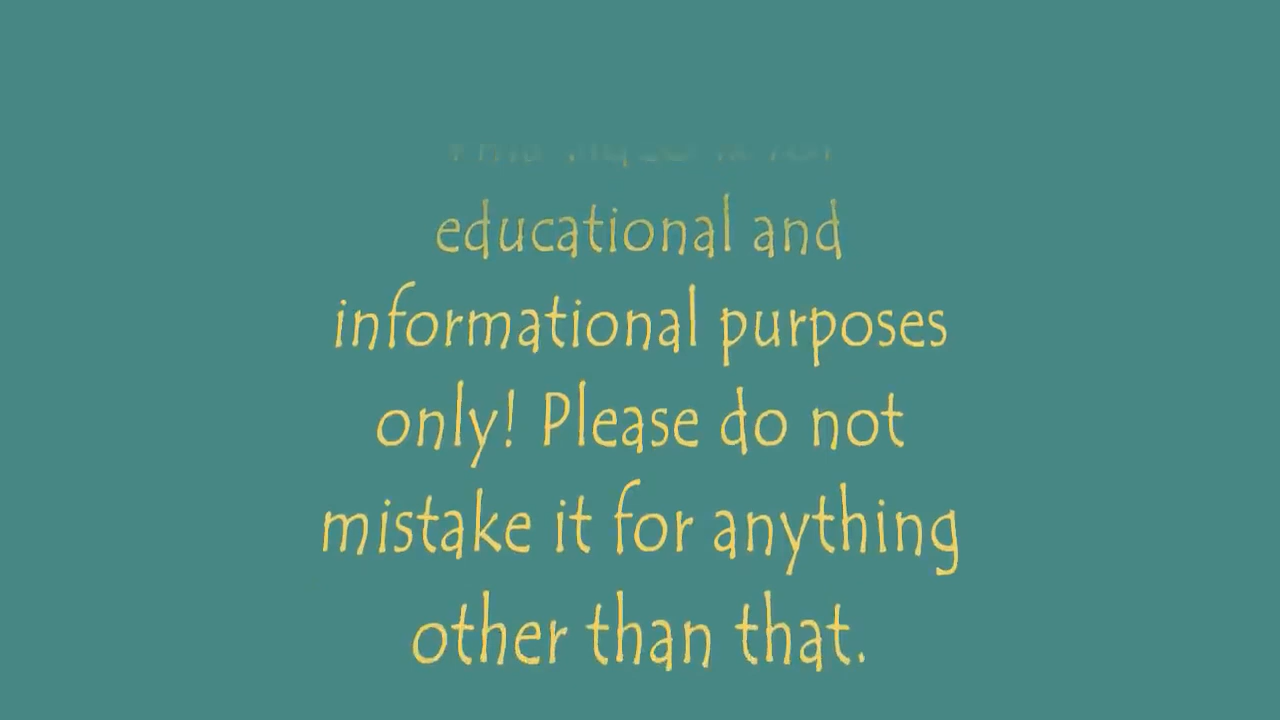 educational and
informational purposes
only! Please do not
mistake it for anything
other than that.